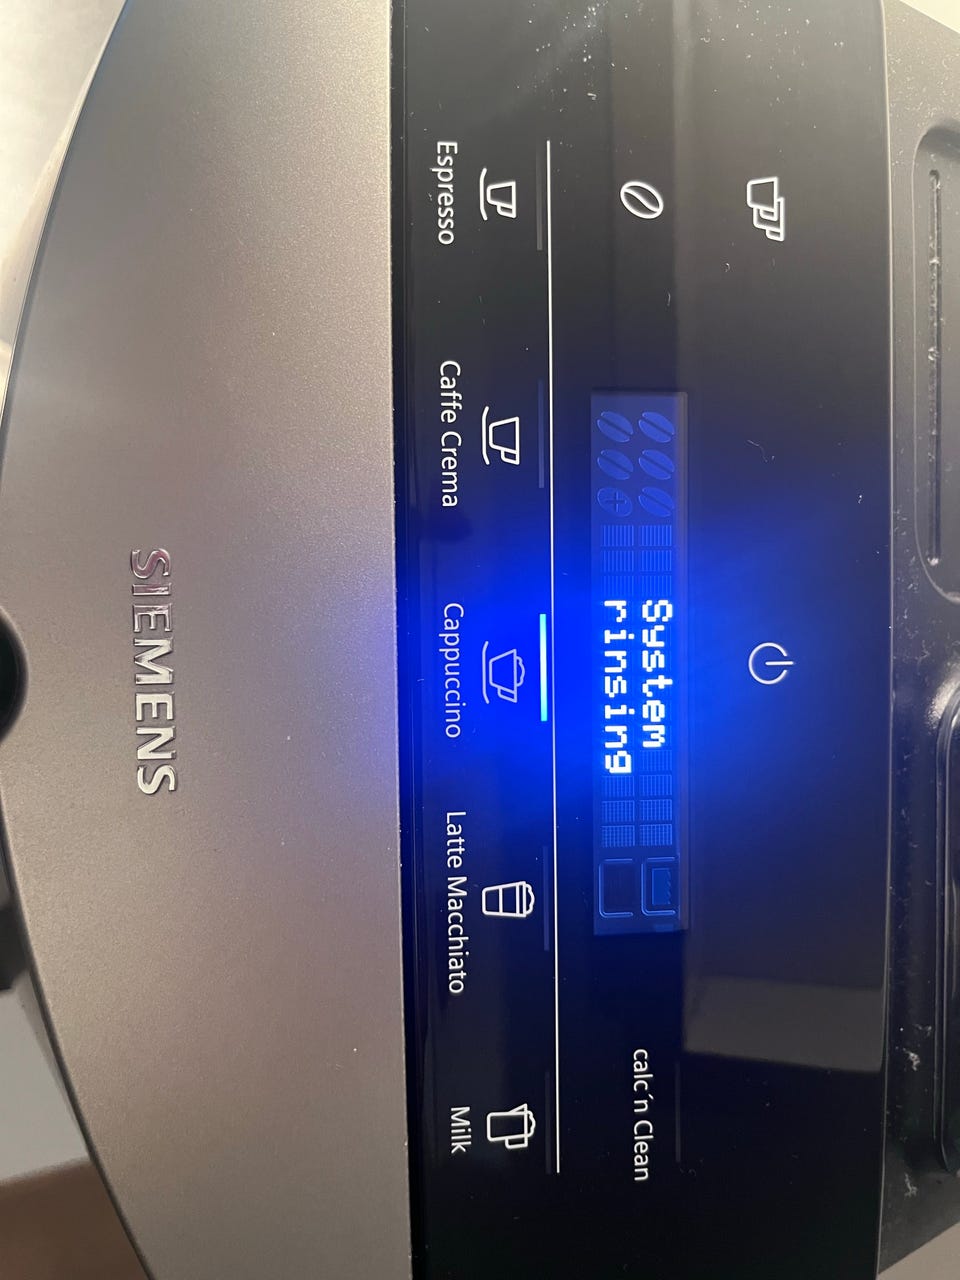 System
rinsing
calc´n Clean
Espresso
Caffe Crema
Cappuccino
Latte Macchiato
Milk
SIEMENS